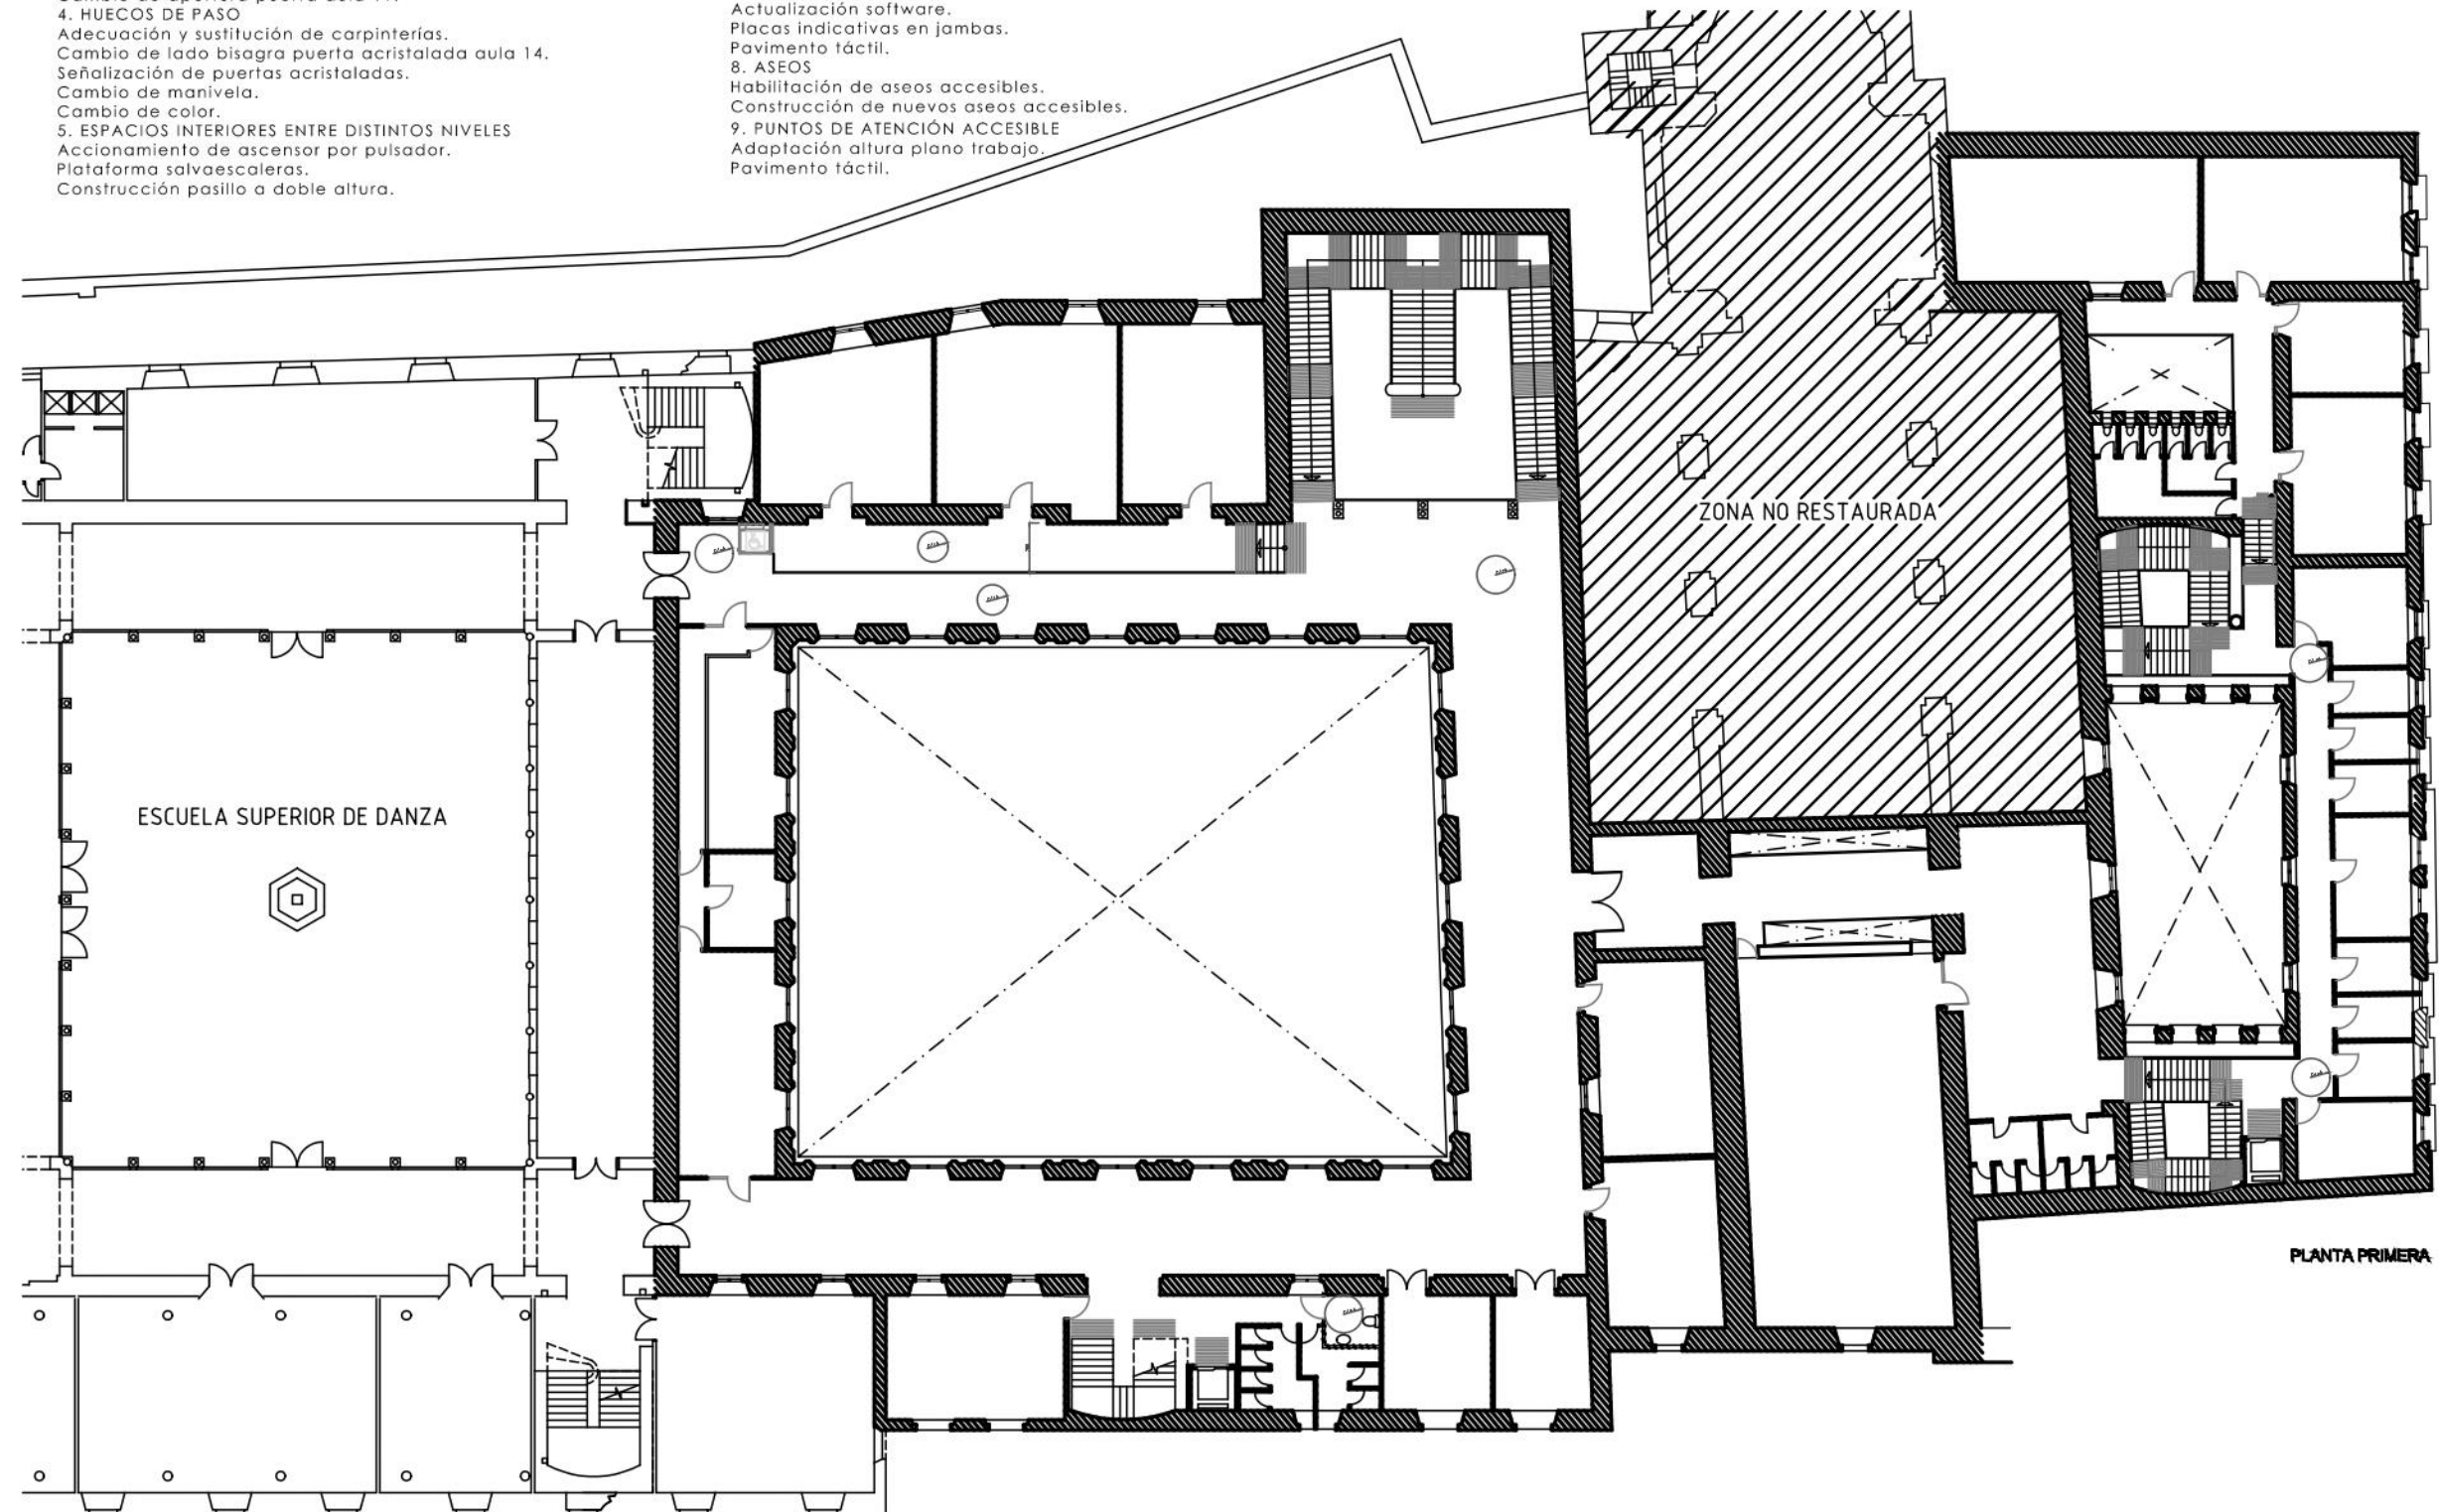 4. HUECOS DE PASO
Adecuación y sustitución de carpinterías.
Cambio de lado bisagra puerta acristalada aula 14.
Señalización de puertas acristaladas.
Cambio de manivela.
Cambio de color.
5. ESPACIOS INTERIORES ENTRE DISTINTOS NIVELES
Accionamiento de ascensor por pulsador.
Plataforma salvaescaleras.
Construcción pasillo a doble altura.
Actualización software.
Placas indicativas en jambas.
Pavimento táctil.
8. ASEOS
Habilitación de aseos accesibles.
Construcción de nuevos aseos accesibles.
9. PUNTOS DE ATENCIÓN ACCESIBLE
Adaptación altura plano trabajo.
Pavimento táctil.
ZONA NO RESTAURADA
ESCUELA SUPERIOR DE DANZA
PLANTA PRIMERA